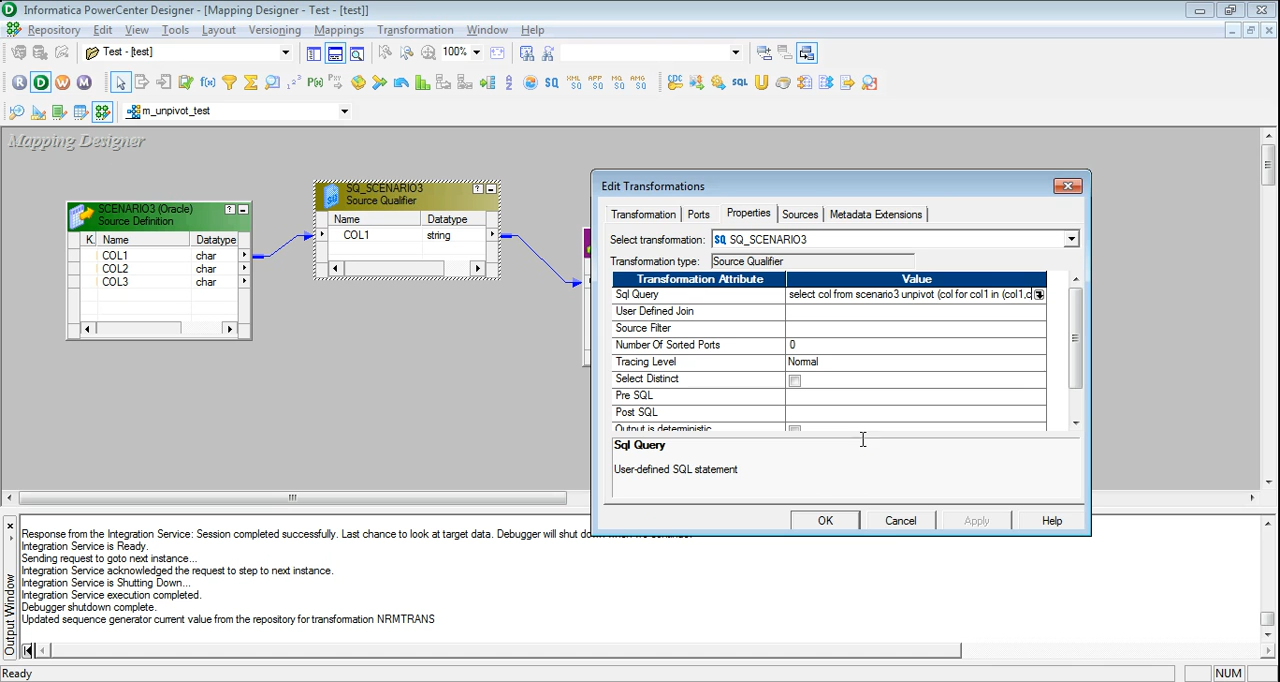 Informatica PowerCenter Designer - [Mapping Designer - Test - [test]]
Repository Edit View Tools Layout Versioning Mappings Transformation Window Help
Test - [test] 100%
m_unpivot_test
Mapping Designer
SCENARIO3 (Oracle)
Source Definition
K. Name Datatype
COL1 char
COL2 char
COL3 char
SQ_SCENARIO3
Source Qualifier
Name Datatype
COL1 string
Edit Transformations
Transformation Ports Properties Sources Metadata Extensions
Select transformation: SQ_SCENARIO3
Transformation type: Source Qualifier
Transformation Attribute Value
Sql Query select col from scenario3 unpivot (col for col1 in (col1,c
User Defined Join
Source Filter
Number Of Sorted Ports 0
Tracing Level Normal
Select Distinct
Pre SQL
Post SQL
Output is deterministic
Sql Query
User-defined SQL statement
OK Cancel Apply Help
Output Window
Response from the Integration Service: Session completed successfully. Last chance to look at target data. Debugger will shut
Integration Service is Ready.
Sending request to goto next instance...
Integration Service acknowledged the request to step to next instance.
Integration Service is Shutting Down...
Integration Service execution completed.
Debugger shutdown complete.
Updated sequence generator current value from the repository for transformation NRMTRANS
Ready NUM